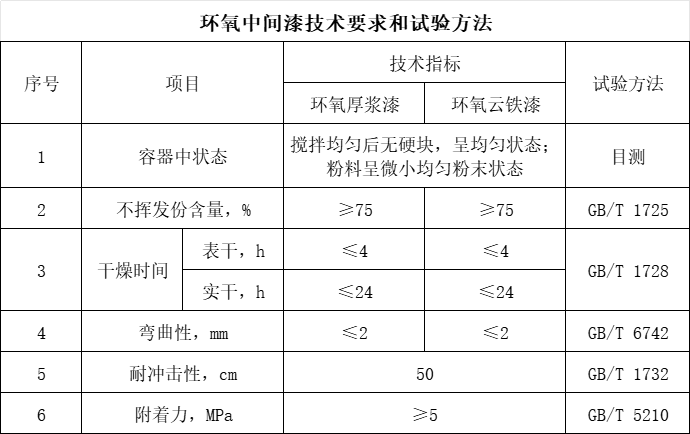 环氧中间漆技术要求和试验方法
序号 项目 技术指标 试验方法
环氧厚浆漆 环氧云铁漆
1 容器中状态 搅拌均匀后无硬块，呈均匀状态；
粉料呈微小均匀粉末状态 目测
2 不挥发份含量，% ≥75 ≥75 GB/T 1725
3 干燥时间 表干，h ≤4 ≤4 GB/T 1728
实干，h ≤24 ≤24
4 弯曲性，mm ≤2 ≤2 GB/T 6742
5 耐冲击性，cm 50 GB/T 1732
6 附着力，MPa ≥5 GB/T 5210